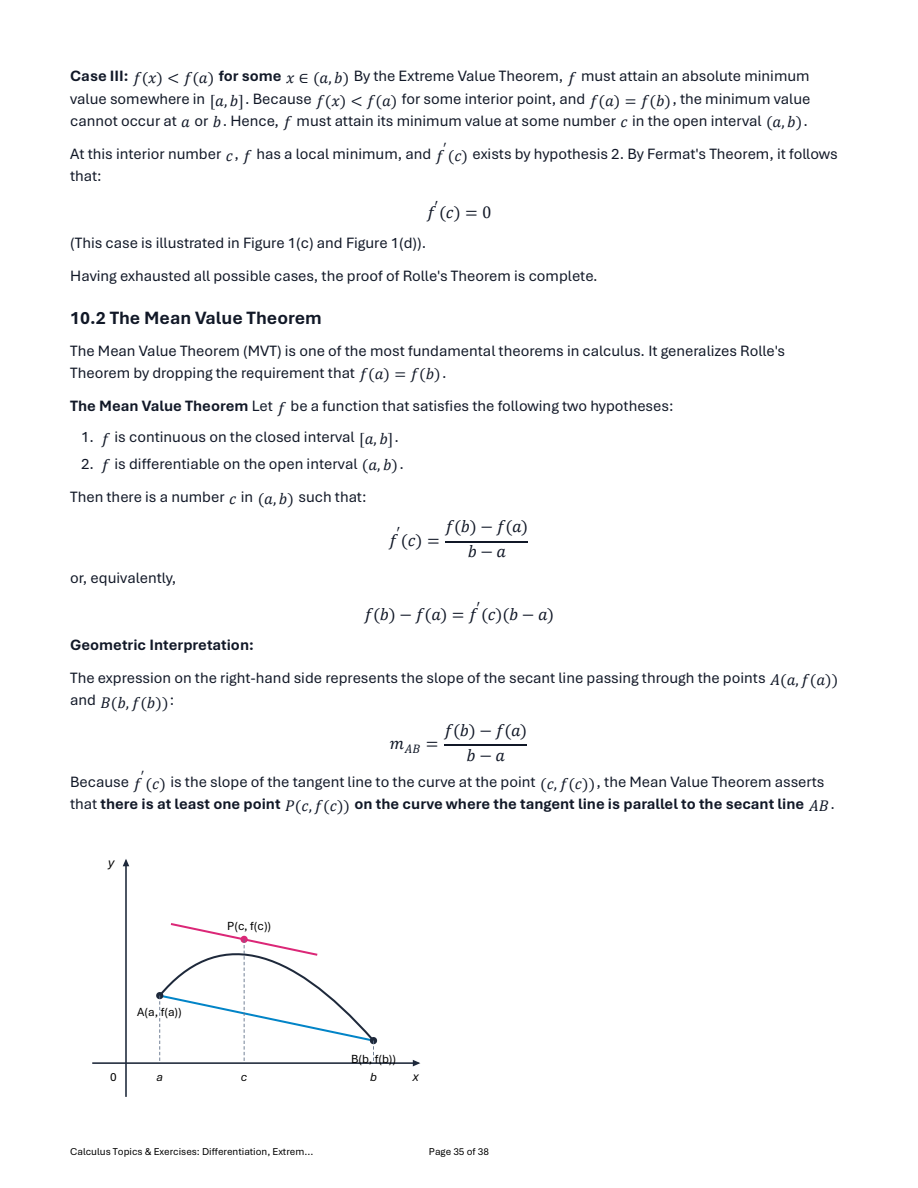 Case III: f(x) < f(a) for some x ∈ (a, b) By the Extreme Value Theorem, f must attain an absolute minimum
value somewhere in [a, b]. Because f(x) < f(a) for some interior point, and f(a) = f(b), the minimum value
cannot occur at a or b. Hence, f must attain its minimum value at some number c in the open interval (a, b).
At this interior number c, f has a local minimum, and f′(c) exists by hypothesis 2. By Fermat's Theorem, it follows
that:
f′(c) = 0
(This case is illustrated in Figure 1(c) and Figure 1(d)).
Having exhausted all possible cases, the proof of Rolle's Theorem is complete.
10.2 The Mean Value Theorem
The Mean Value Theorem (MVT) is one of the most fundamental theorems in calculus. It generalizes Rolle's
Theorem by dropping the requirement that f(a) = f(b).
The Mean Value Theorem Let f be a function that satisfies the following two hypotheses:
1. f is continuous on the closed interval [a, b].
2. f is differentiable on the open interval (a, b).
Then there is a number c in (a, b) such that:
f′(c) = (f(b) − f(a)) / (b − a)
or, equivalently,
f(b) − f(a) = f′(c)(b − a)
Geometric Interpretation:
The expression on the right-hand side represents the slope of the secant line passing through the points A(a, f(a))
and B(b, f(b)):
m_AB = (f(b) − f(a)) / (b − a)
Because f′(c) is the slope of the tangent line to the curve at the point (c, f(c)), the Mean Value Theorem asserts
that there is at least one point P(c, f(c)) on the curve where the tangent line is parallel to the secant line AB.
y
P(c, f(c))
A(a, f(a))
B(b, f(b))
0 a c b x
Calculus Topics & Exercises: Differentiation, Extrem... Page 35 of 38